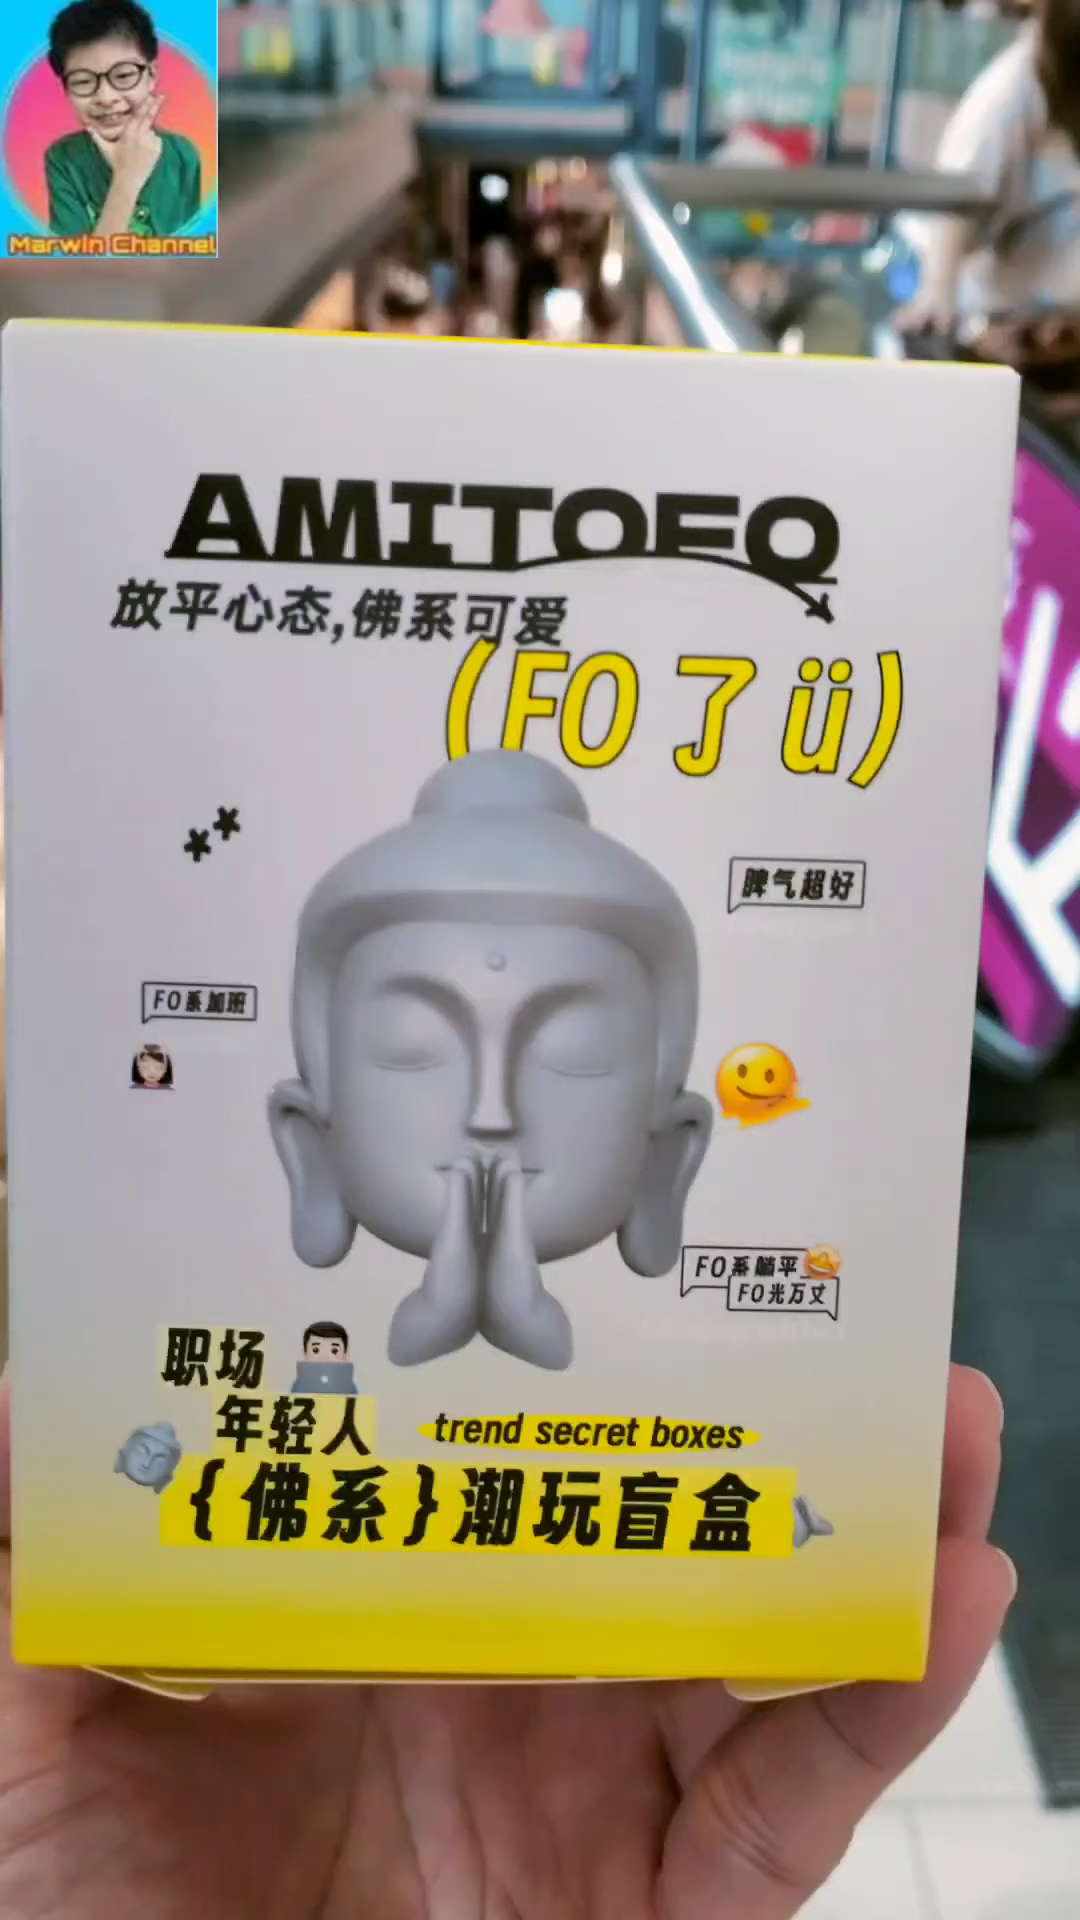 Marwin Channel
AMITOFO
放平心态,佛系可爱
(FO了ü)
脾气超好
FO系加班
FO系躺平
FO光万丈
职场
年轻人
trend secret boxes
{佛系}潮玩盲盒